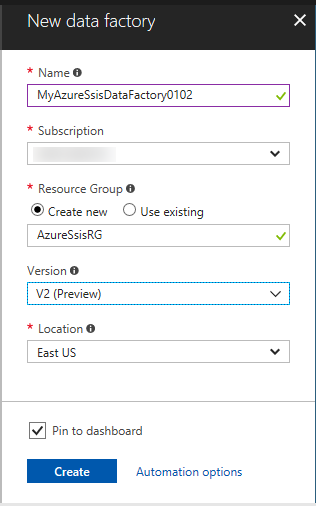 New data factory
* Name
MyAzureSsisDataFactory0102
* Subscription
* Resource Group
Create new Use existing
AzureSsisRG
Version
V2 (Preview)
* Location
East US
Pin to dashboard
Create Automation options